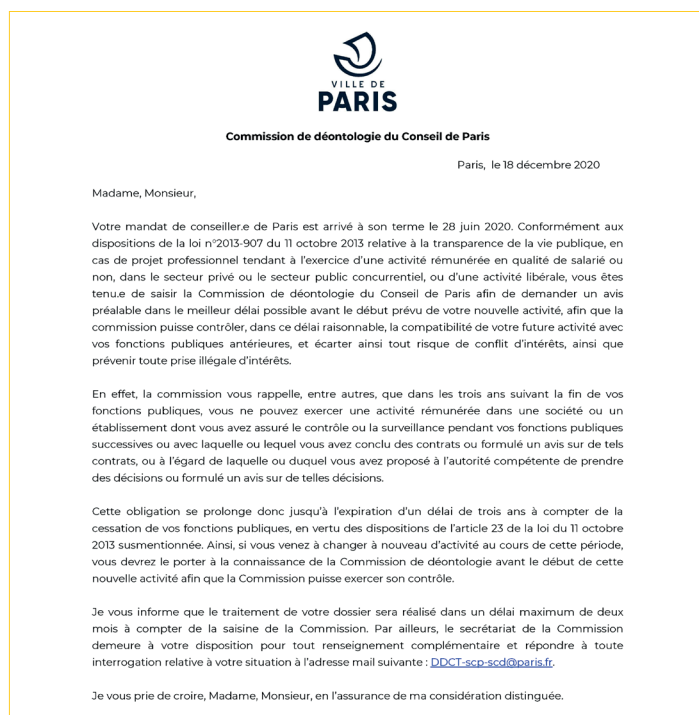 VILLE DE
PARIS
Commission de déontologie du Conseil de Paris
Paris, le 18 décembre 2020
Madame, Monsieur,
Votre mandat de conseiller.e de Paris est arrivé à son terme le 28 juin 2020. Conformément aux
dispositions de la loi n°2013-907 du 11 octobre 2013 relative à la transparence de la vie publique, en
cas de projet professionnel tendant à l'exercice d'une activité rémunérée en qualité de salarié ou
non, dans le secteur privé ou le secteur public concurrentiel, ou d'une activité libérale, vous êtes
tenu.e de saisir la Commission de déontologie du Conseil de Paris afin de demander un avis
préalable dans le meilleur délai possible avant le début prévu de votre nouvelle activité, afin que la
commission puisse contrôler, dans ce délai raisonnable, la compatibilité de votre future activité avec
vos fonctions publiques antérieures, et écarter ainsi tout risque de conflit d'intérêts, ainsi que
prévenir toute prise illégale d'intérêts.
En effet, la commission vous rappelle, entre autres, que dans les trois ans suivant la fin de vos
fonctions publiques, vous ne pouvez exercer une activité rémunérée dans une société ou un
établissement dont vous avez assuré le contrôle ou la surveillance pendant vos fonctions publiques
successives ou avec laquelle ou lequel vous avez conclu des contrats ou formulé un avis sur de tels
contrats, ou à l'égard de laquelle ou duquel vous avez proposé à l'autorité compétente de prendre
des décisions ou formulé un avis sur de telles décisions.
Cette obligation se prolonge donc jusqu'à l'expiration d'un délai de trois ans à compter de la
cessation de vos fonctions publiques, en vertu des dispositions de l'article 23 de la loi du 11 octobre
2013 susmentionnée. Ainsi, si vous venez à changer à nouveau d'activité au cours de cette période,
vous devrez le porter à la connaissance de la Commission de déontologie avant le début de cette
nouvelle activité afin que la Commission puisse exercer son contrôle.
Je vous informe que le traitement de votre dossier sera réalisé dans un délai maximum de deux
mois à compter de la saisine de la Commission. Par ailleurs, le secrétariat de la Commission
demeure à votre disposition pour tout renseignement complémentaire et répondre à toute
interrogation relative à votre situation à l'adresse mail suivante : DDCT-scp-scd@paris.fr.
Je vous prie de croire, Madame, Monsieur, en l'assurance de ma considération distinguée.